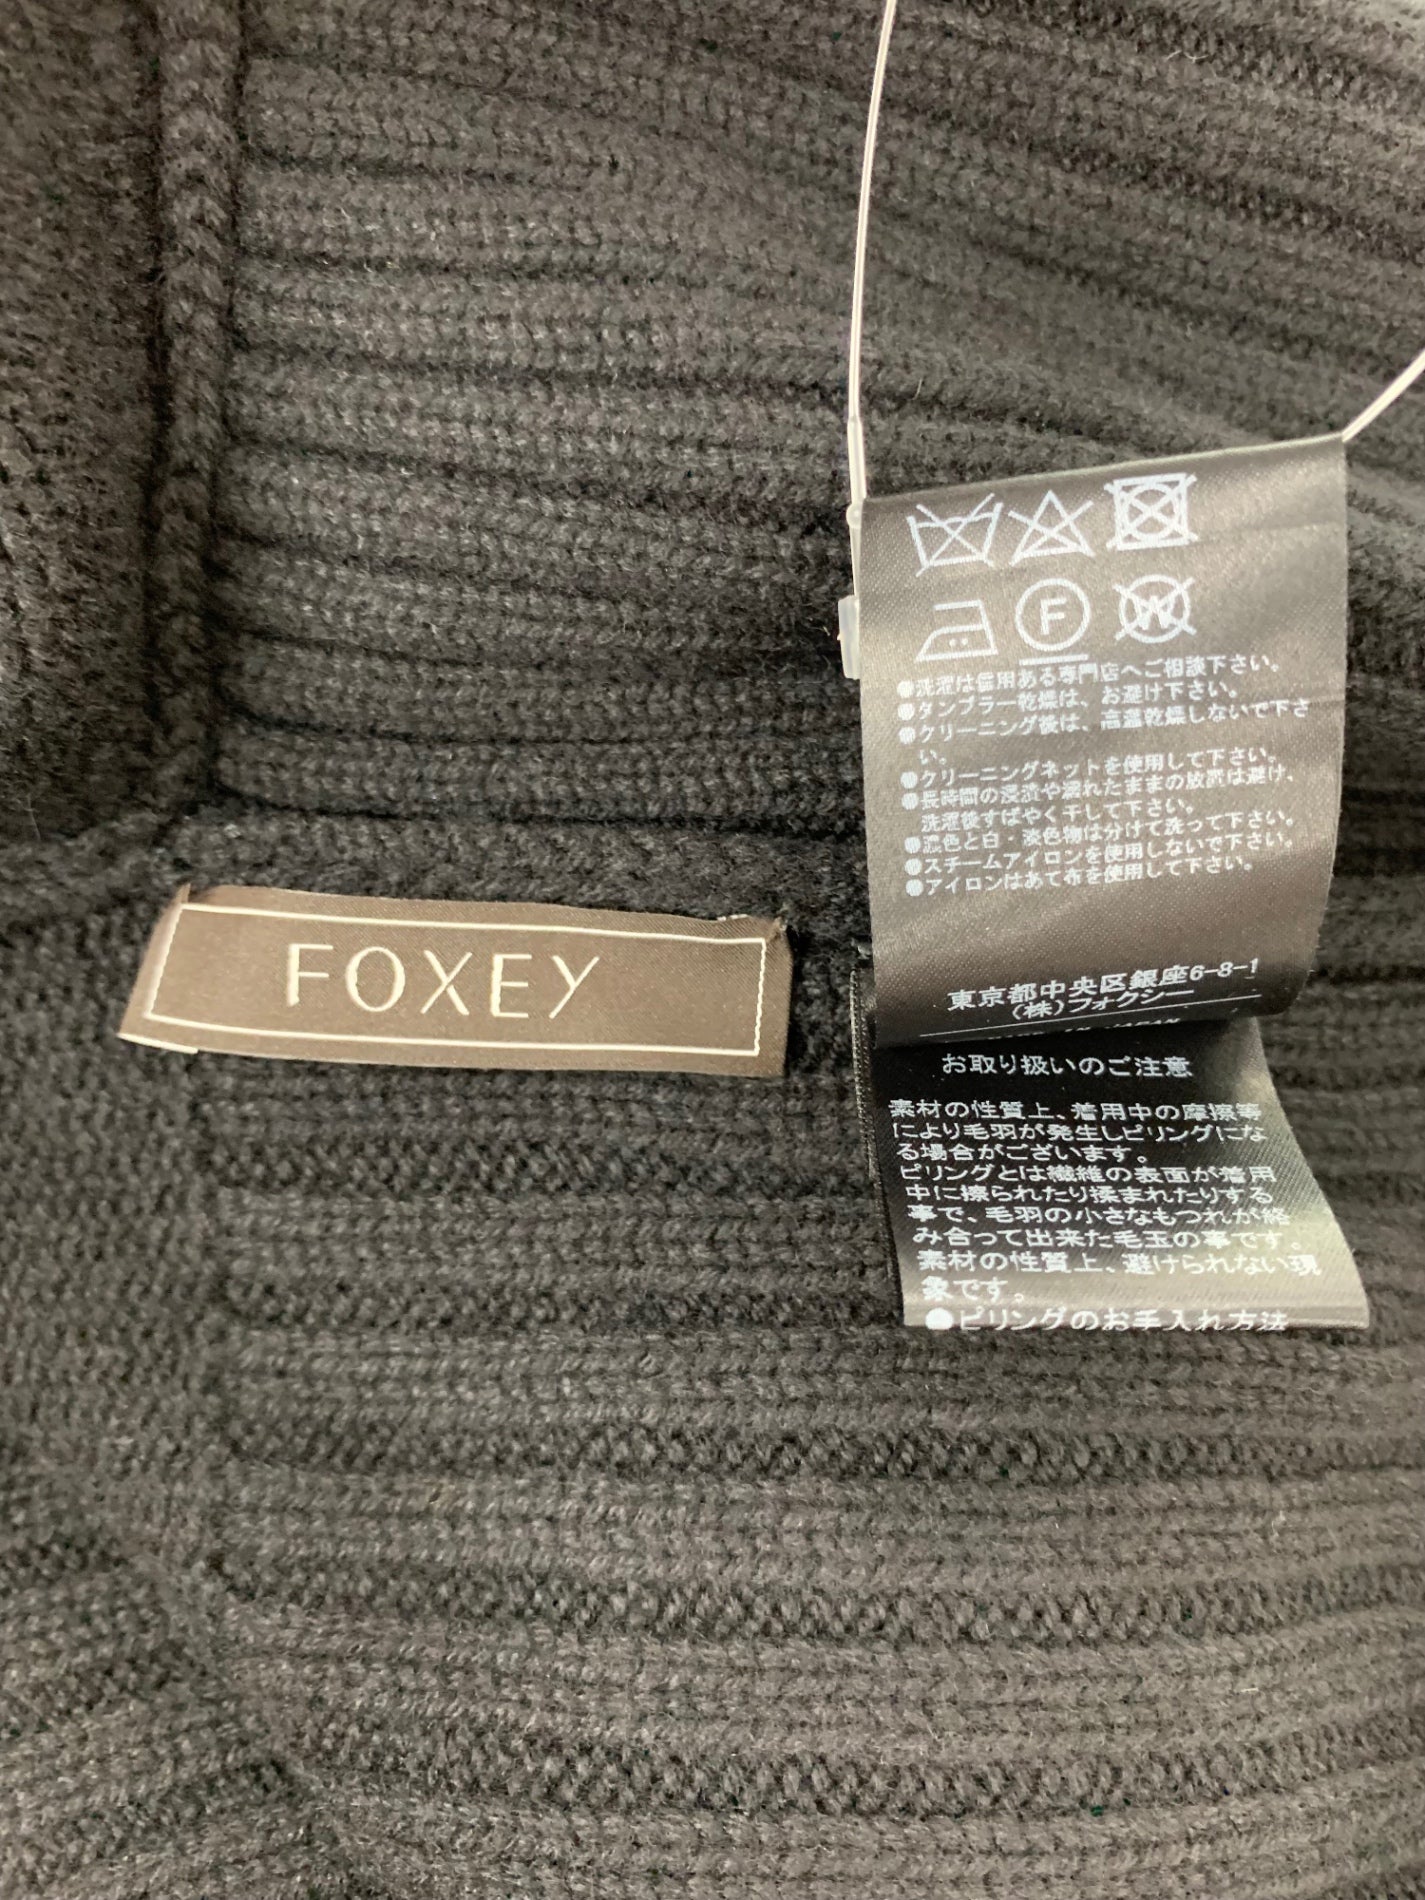 FOXEY
F
W
●洗濯は信用ある専門店へご相談下さい。
●タンブラー乾燥は、お避け下さい。
●クリーニング後は、高温乾燥しないで下さ
い。
●クリーニングネットを使用して下さい。
●長時間の浸漬や濡れたままの放置は避け、
洗濯後すばやく干して下さい。
●濃色と白・淡色物は分けて洗って下さい。
●スチームアイロンを使用しないで下さい。
●アイロンはあて布を使用して下さい。
東京都中央区銀座6-8-1
(株)フォクシー
お取り扱いのご注意
素材の性質上、着用中の摩擦等
により毛羽が発生しピリングにな
る場合がございます。
ピリングとは繊維の表面が着用
中に擦られたり揉まれたりする
事で、毛羽の小さなもつれが絡
み合って出来た毛玉の事です。
素材の性質上、避けられない現
象です。
●ピリングのお手入れ方法